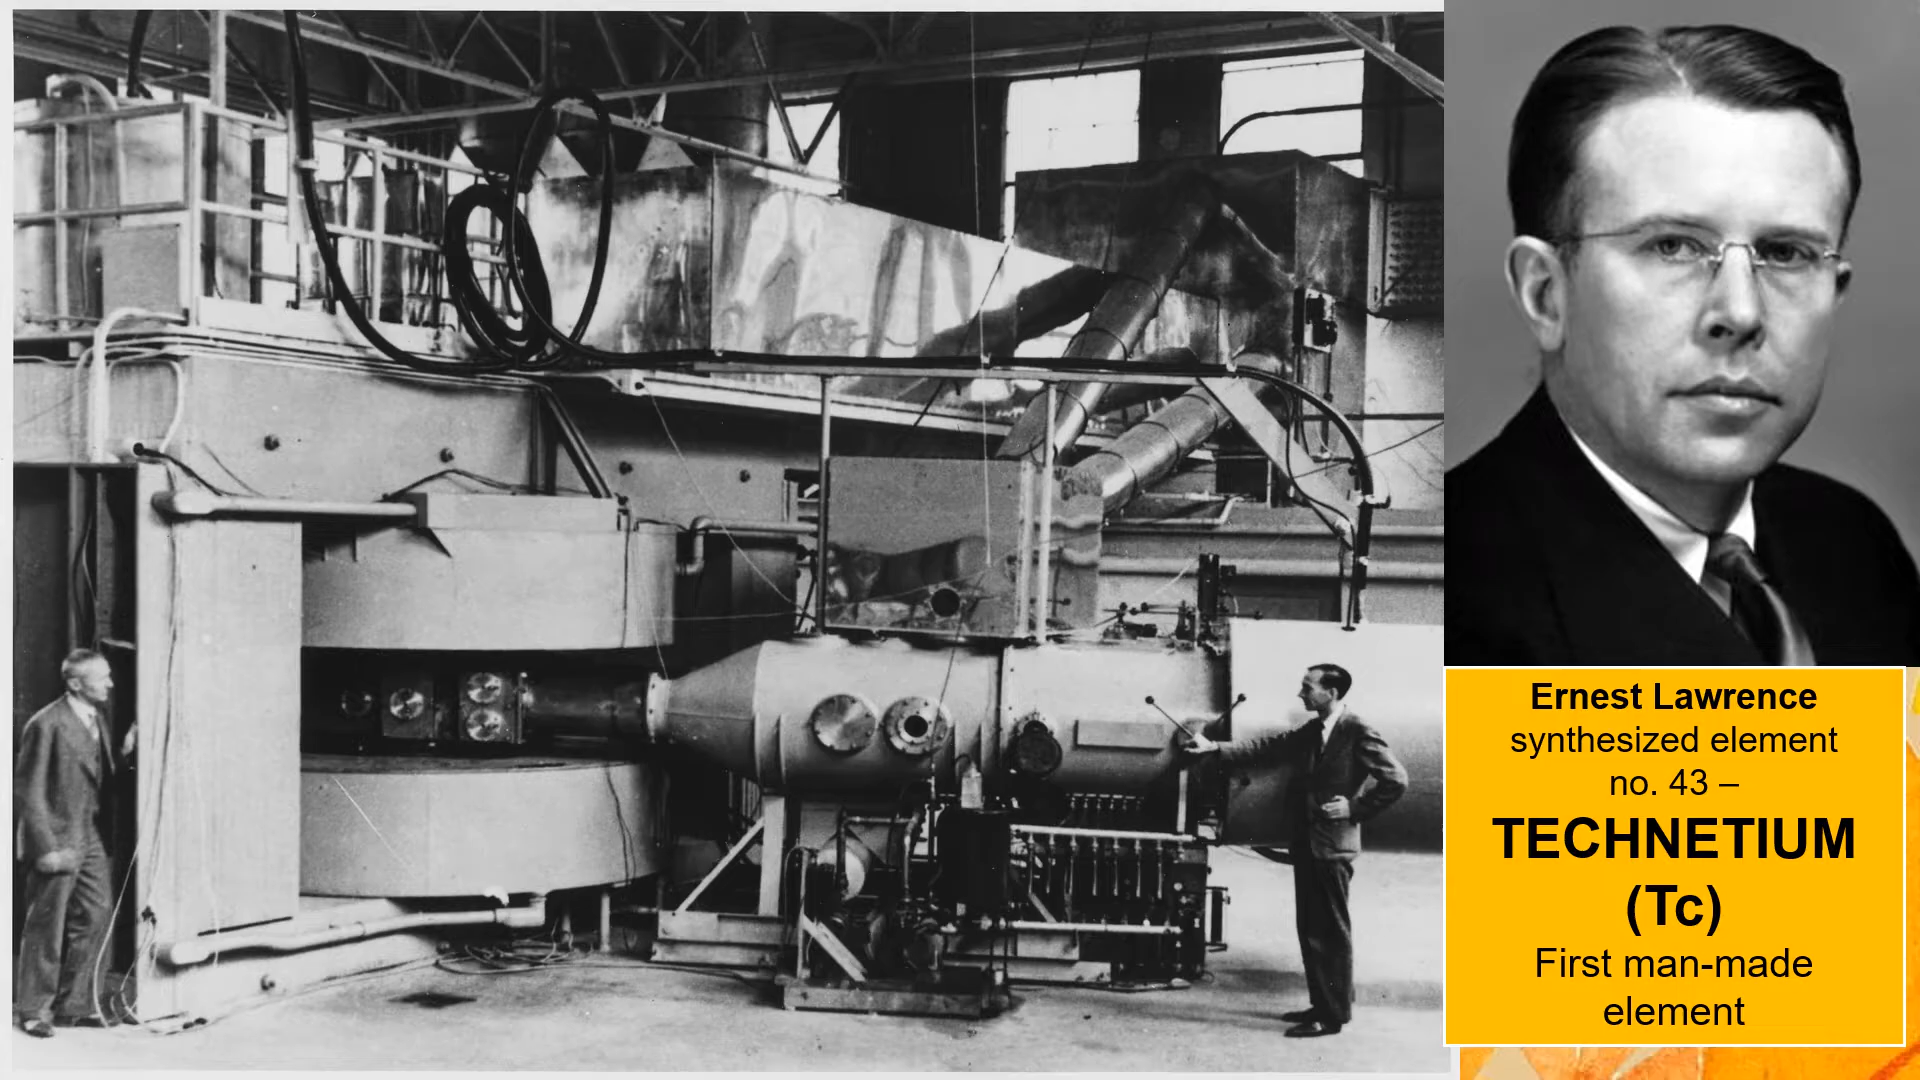 Ernest Lawrence
synthesized element
no. 43 –
TECHNETIUM
(Tc)
First man-made
element